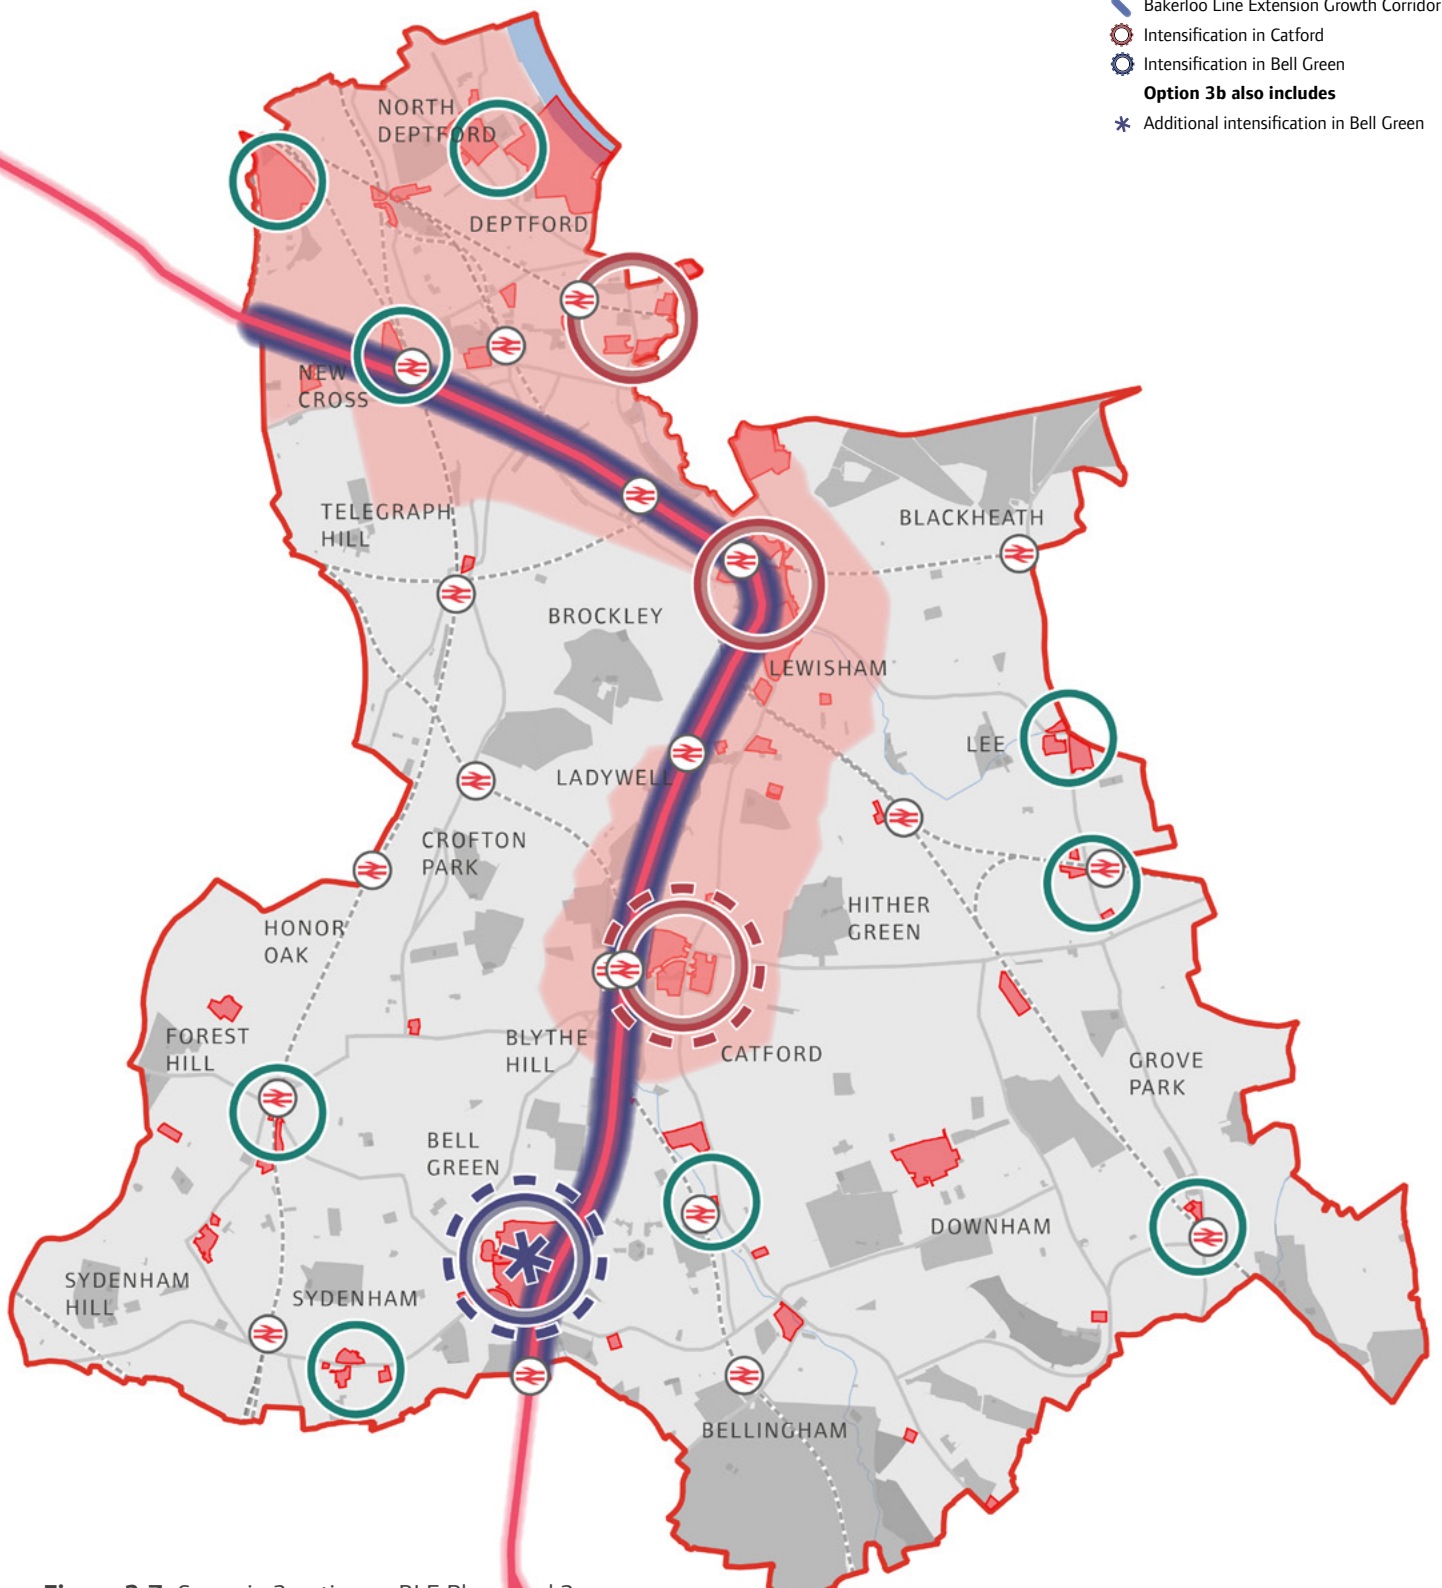 Bakerloo Line Extension Growth Corridor
Intensification in Catford
Intensification in Bell Green
Option 3b also includes
Additional intensification in Bell Green
NORTH
DEPTFORD
DEPTFORD
NEW
CROSS
TELEGRAPH
HILL
BLACKHEATH
BROCKLEY
LEWISHAM
LEE
LADYWELL
CROFTON
PARK
HITHER
GREEN
HONOR
OAK
FOREST
HILL
BLYTHE
HILL
CATFORD
GROVE
PARK
BELL
GREEN
DOWNHAM
SYDENHAM
HILL
SYDENHAM
BELLINGHAM